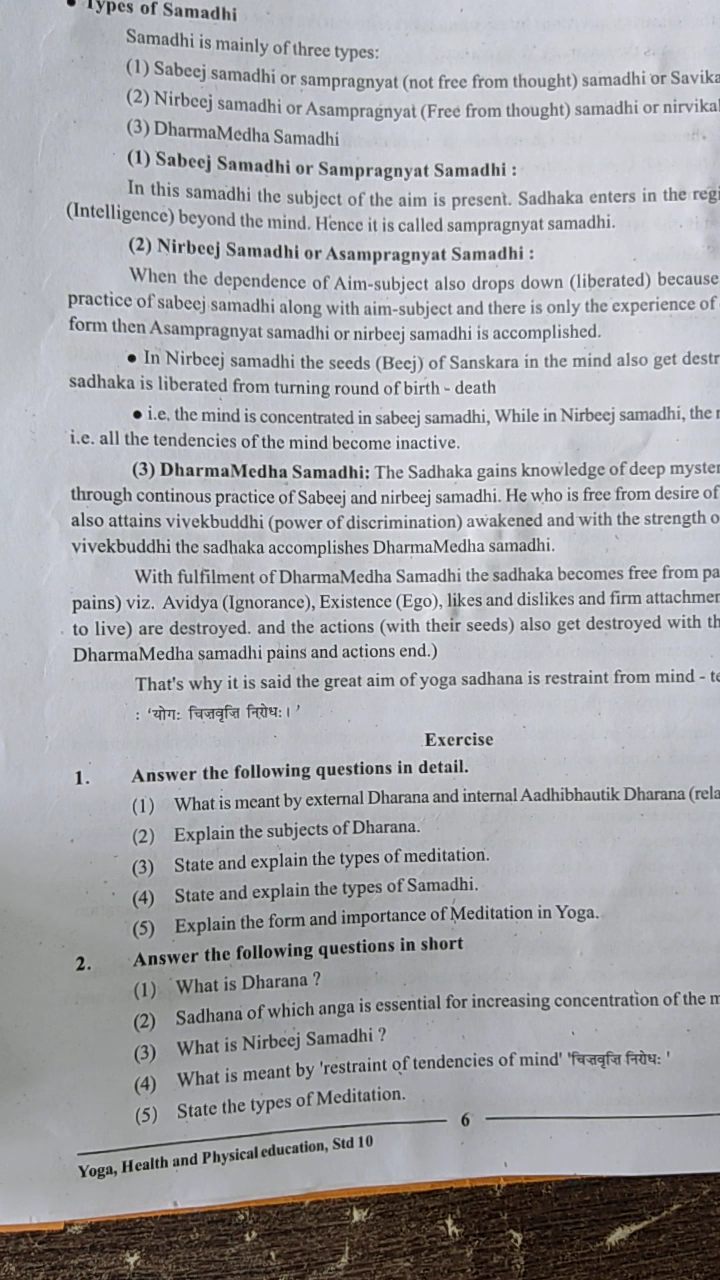 • Types of Samadhi
Samadhi is mainly of three types:
(1) Sabeej samadhi or sampragnyat (not free from thought) samadhi or Savika
(2) Nirbeej samadhi or Asampragnyat (Free from thought) samadhi or nirvikal
(3) DharmaMedha Samadhi
(1) Sabeej Samadhi or Sampragnyat Samadhi :
In this samadhi the subject of the aim is present. Sadhaka enters in the regi
(Intelligence) beyond the mind. Hence it is called sampragnyat samadhi.
(2) Nirbeej Samadhi or Asampragnyat Samadhi :
When the dependence of Aim-subject also drops down (liberated) because
practice of sabeej samadhi along with aim-subject and there is only the experience of
form then Asampragnyat samadhi or nirbeej samadhi is accomplished.
• In Nirbeej samadhi the seeds (Beej) of Sanskara in the mind also get destr
sadhaka is liberated from turning round of birth - death
• i.e. the mind is concentrated in sabeej samadhi, While in Nirbeej samadhi, the
i.e. all the tendencies of the mind become inactive.
(3) DharmaMedha Samadhi: The Sadhaka gains knowledge of deep myster
through continous practice of Sabeej and nirbeej samadhi. He who is free from desire of
also attains vivekbuddhi (power of discrimination) awakened and with the strength o
vivekbuddhi the sadhaka accomplishes DharmaMedha samadhi.
With fulfilment of DharmaMedha Samadhi the sadhaka becomes free from pa
pains) viz. Avidya (Ignorance), Existence (Ego), likes and dislikes and firm attachmen
to live) are destroyed. and the actions (with their seeds) also get destroyed with th
DharmaMedha samadhi pains and actions end.)
That's why it is said the great aim of yoga sadhana is restraint from mind - te
: ‘योगः चित्तवृत्ति निरोधः। ’
Exercise
1. Answer the following questions in detail.
(1) What is meant by external Dharana and internal Aadhibhautik Dharana (rela
(2) Explain the subjects of Dharana.
(3) State and explain the types of meditation.
(4) State and explain the types of Samadhi.
(5) Explain the form and importance of Meditation in Yoga.
2. Answer the following questions in short
(1) What is Dharana ?
(2) Sadhana of which anga is essential for increasing concentration of the m
(3) What is Nirbeej Samadhi ?
(4) What is meant by 'restraint of tendencies of mind' 'चित्तवृत्ति निरोधः '
(5) State the types of Meditation.
6
Yoga, Health and Physical education, Std 10